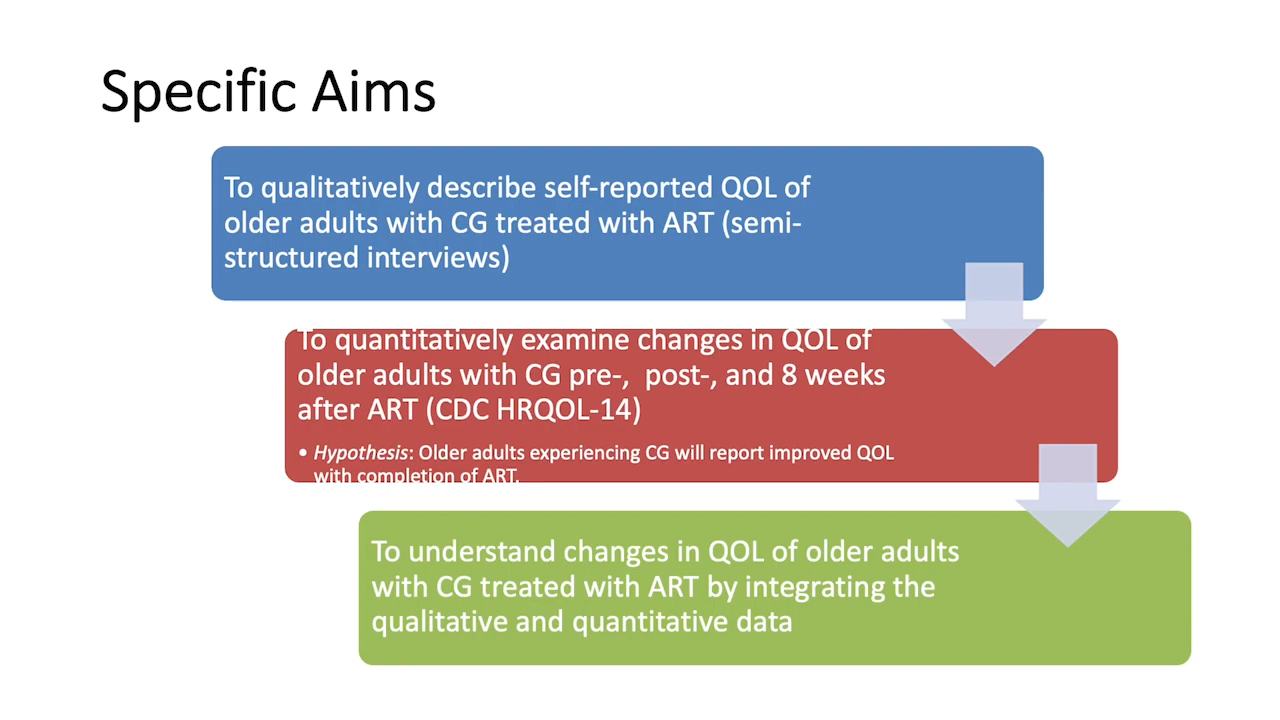 Specific Aims
To qualitatively describe self-reported QOL of
older adults with CG treated with ART (semi-
structured interviews)
To quantitatively examine changes in QOL of
older adults with CG pre-,  post-, and 8 weeks
after ART (CDC HRQOL-14)
• Hypothesis: Older adults experiencing CG will report improved QOL
with completion of ART.
To understand changes in QOL of older adults
with CG treated with ART by integrating the
qualitative and quantitative data